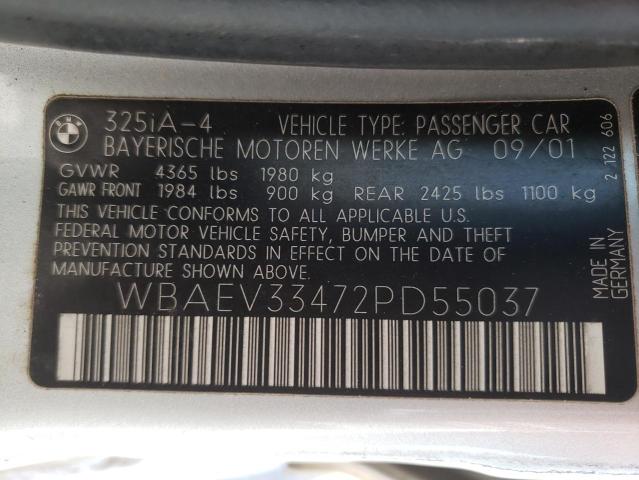 BMW
325iA-4 VEHICLE TYPE: PASSENGER CAR
BAYERISCHE MOTOREN WERKE AG 09/01
GVWR 4365 lbs 1980 kg
GAWR FRONT 1984 lbs 900 kg REAR 2425 lbs 1100 kg
THIS VEHICLE CONFORMS TO ALL APPLICABLE U.S.
FEDERAL MOTOR VEHICLE SAFETY, BUMPER AND THEFT
PREVENTION STANDARDS IN EFFECT ON THE DATE OF
MANUFACTURE SHOWN ABOVE.
WBAEV33472PD55037
2 122 606
MADE IN
GERMANY